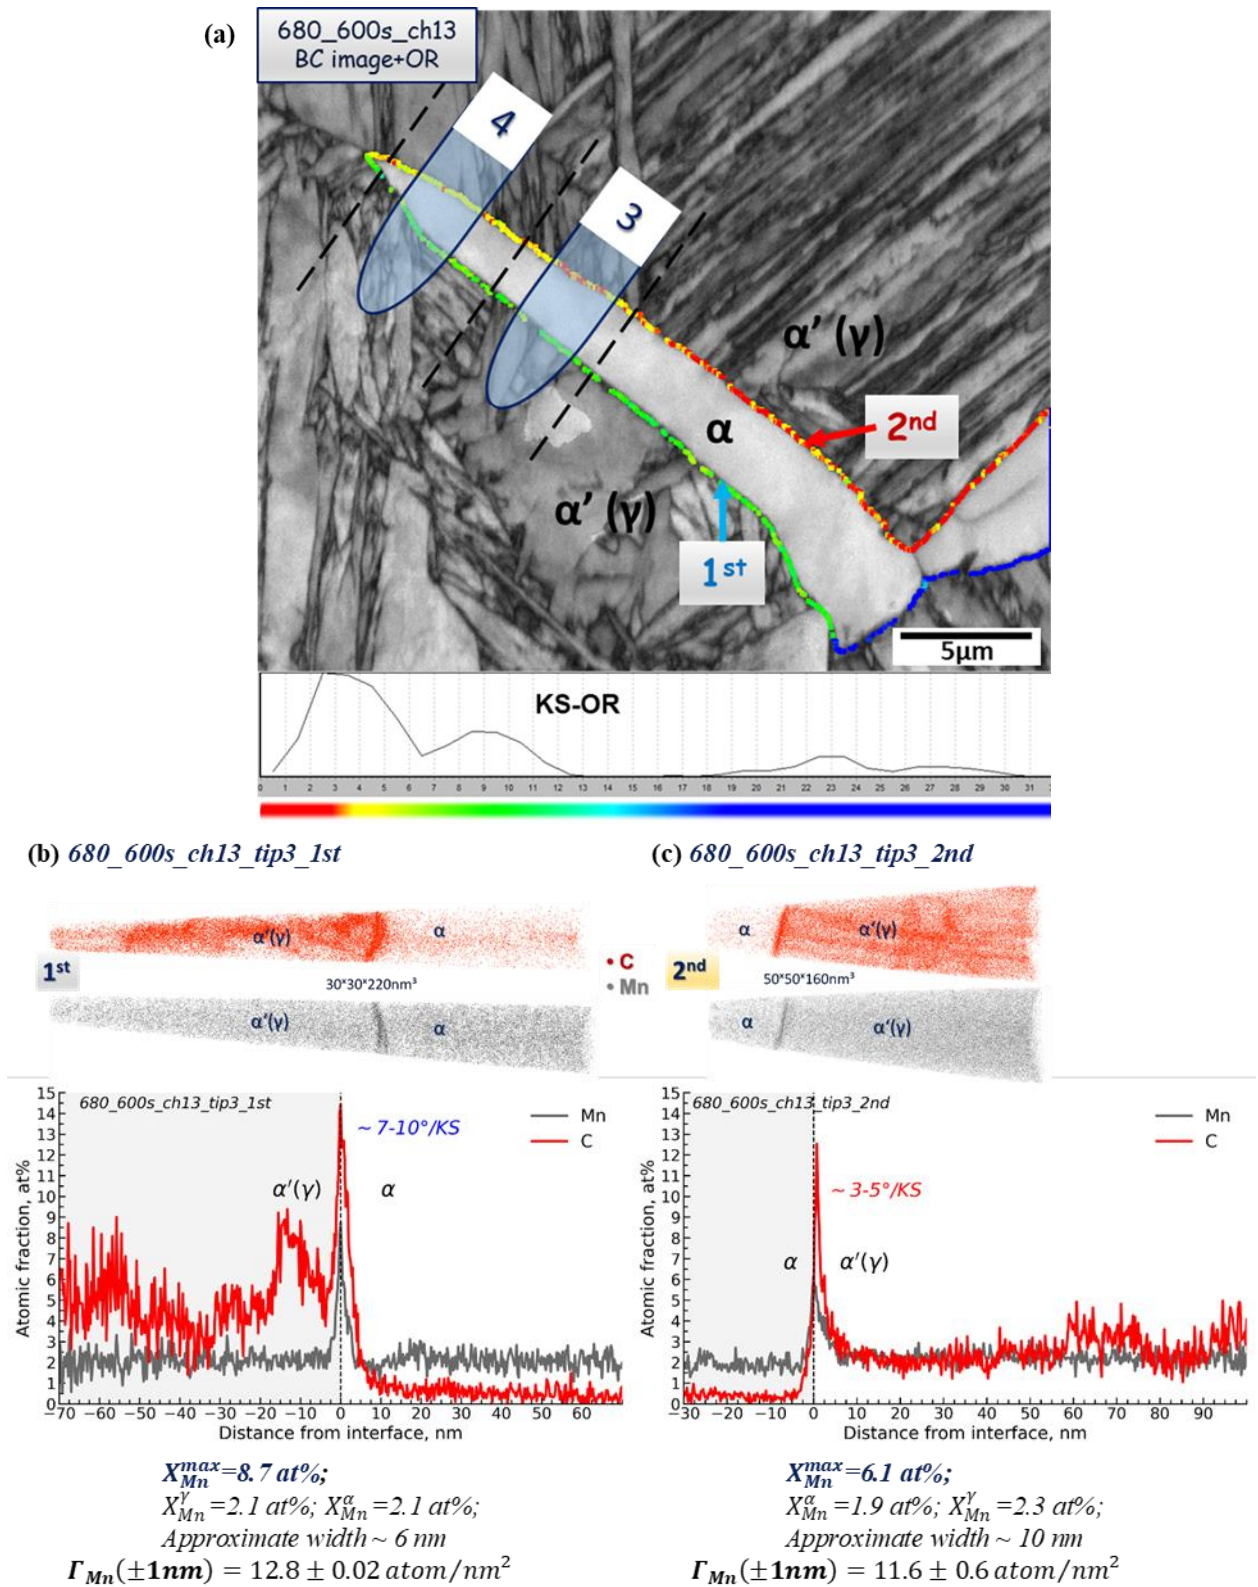 (a)
680_600s_ch13
BC image+OR
4
3
α' (γ)
α
2nd
α' (γ)
1st
5µm
KS-OR
0 1 2 3 4 5 6 7 8 9 10 11 12 13 14 15 16 17 18 19 20 21 22 23 24 25 26 27 28 29 30 31
(b) 680_600s_ch13_tip3_1st
(c) 680_600s_ch13_tip3_2nd
α'(γ) α
1st
30*30*220nm³
α'(γ) α
• C
• Mn
α α'(γ)
2nd
50*50*160nm³
α α'(γ)
680_600s_ch13_tip3_1st
Mn
C
~ 7-10°/KS
α'(γ) α
Atomic fraction, at%
15
14
13
12
11
10
9
8
7
6
5
4
3
2
1
0
−70 −60 −50 −40 −30 −20 −10 0 10 20 30 40 50 60
Distance from interface, nm
680_600s_ch13_tip3_2nd
Mn
C
~ 3-5°/KS
α α'(γ)
Atomic fraction, at%
15
14
13
12
11
10
9
8
7
6
5
4
3
2
1
0
−30 −20 −10 0 10 20 30 40 50 60 70 80 90
Distance from interface, nm
X_Mn^max=8.7 at%;
X_Mn^γ=2.1 at%; X_Mn^α=2.1 at%;
Approximate width ~ 6 nm
Γ_Mn(±1nm) = 12.8 ± 0.02 atom/nm²
X_Mn^max=6.1 at%;
X_Mn^α=1.9 at%; X_Mn^γ=2.3 at%;
Approximate width ~ 10 nm
Γ_Mn(±1nm) = 11.6 ± 0.6 atom/nm²